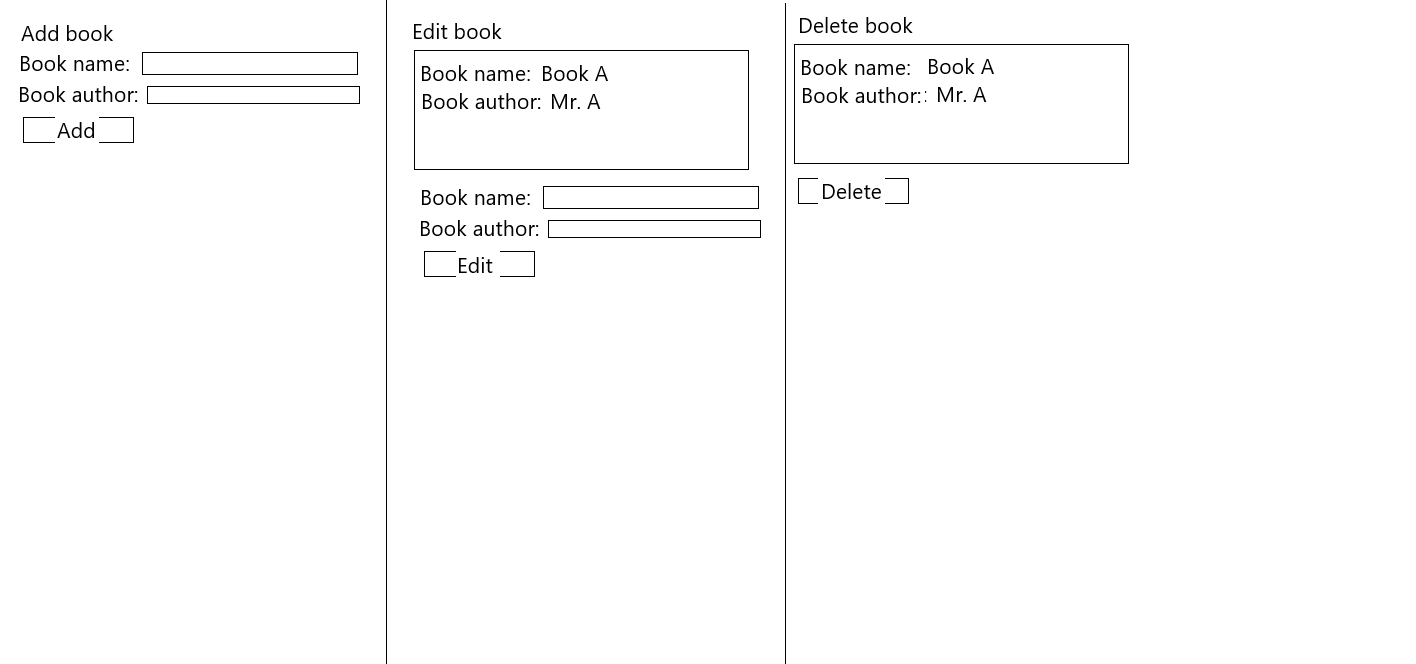 Add book
Book name:
Book author:
Add
Edit book
Book name: Book A
Book author: Mr. A
Book name:
Book author:
Edit
Delete book
Book name: Book A
Book author:: Mr. A
Delete